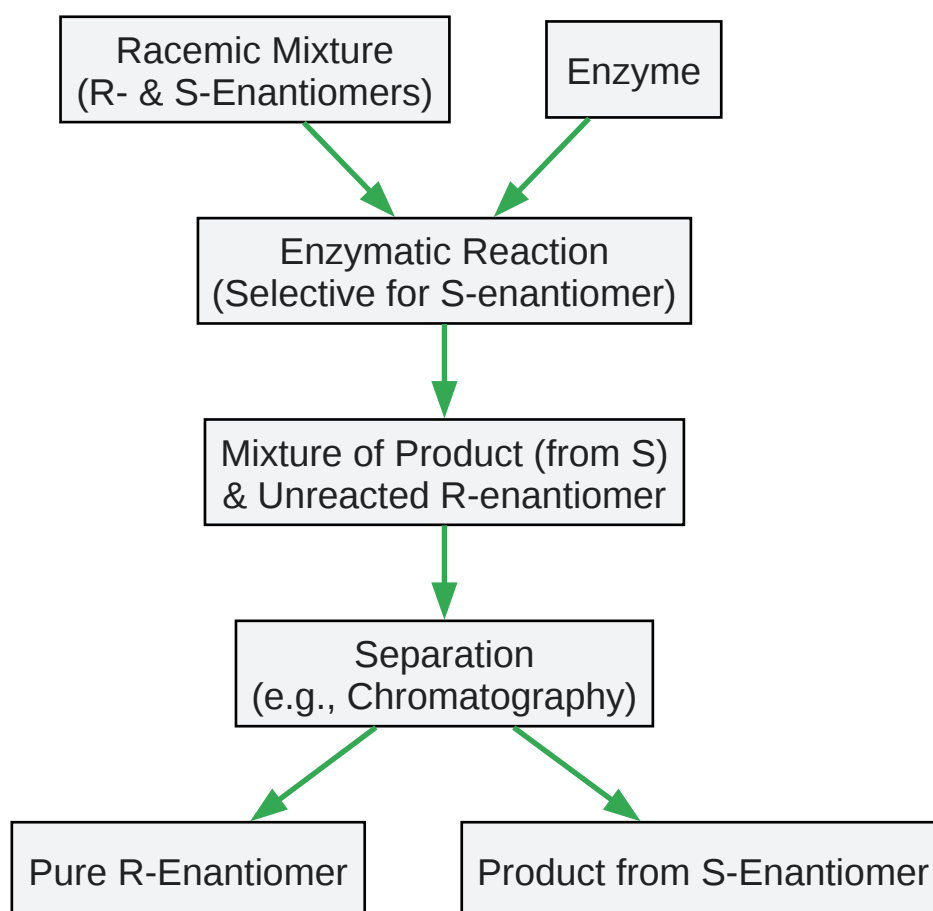 Racemic Mixture
(R- & S-Enantiomers)
Enzyme
Enzymatic Reaction
(Selective for S-enantiomer)
Mixture of Product (from S)
& Unreacted R-enantiomer
Separation
(e.g., Chromatography)
Pure R-Enantiomer
Product from S-Enantiomer